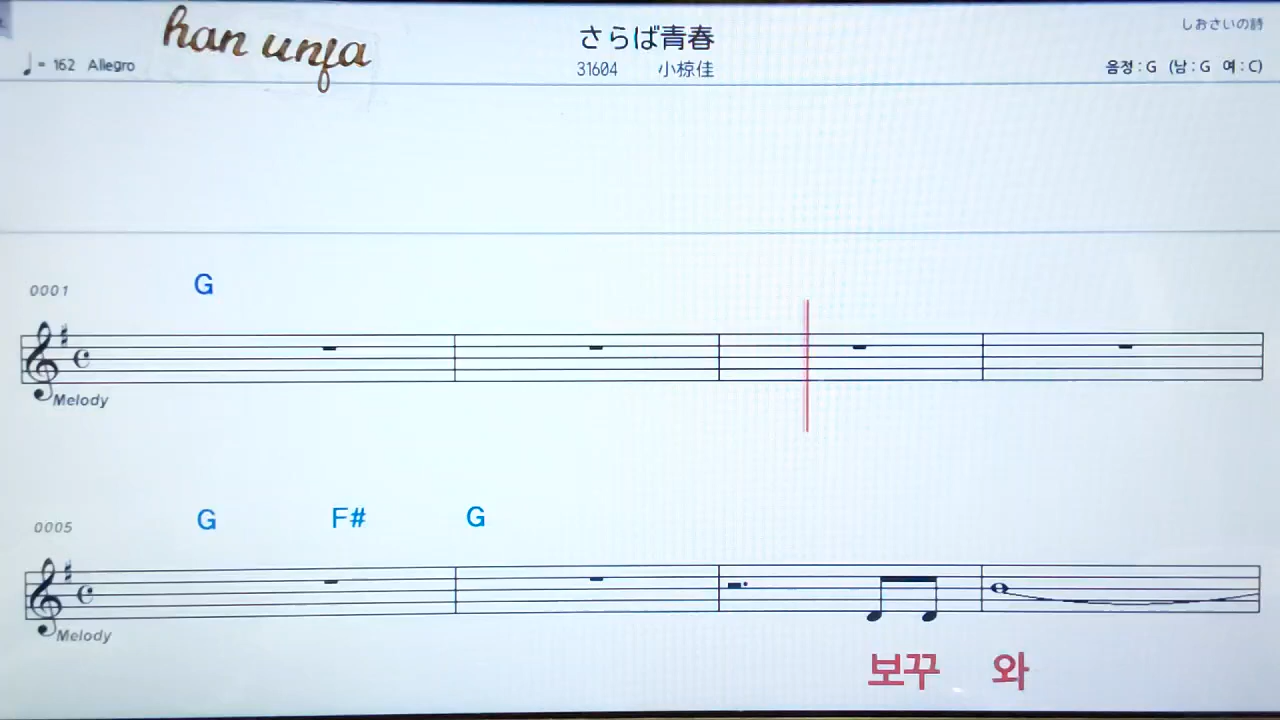 han unfa
さらば青春
しおさいの詩
♩ = 162 Allegro
31604 小椋佳
음정 : G (남 : G 여 : C)
0001
G
Melody
0005
G F# G
Melody
보꾸 와